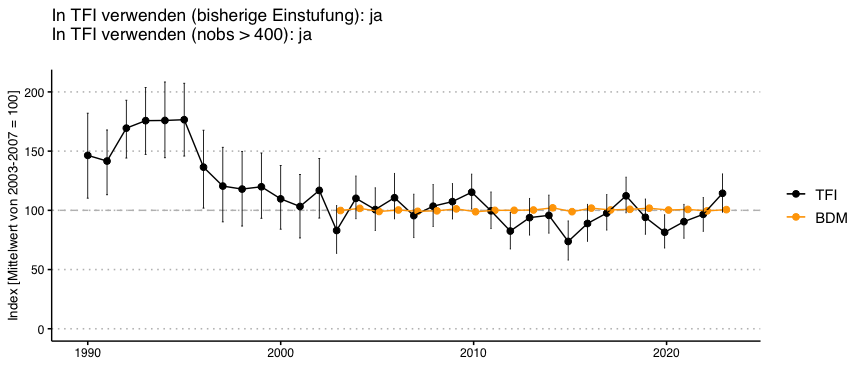 In TFI verwenden (bisherige Einstufung): ja
In TFI verwenden (nobs > 400): ja
Index [Mittelwert von 2003-2007 = 100]
200
150
100
50
0
1990
2000
2010
2020
TFI
BDM